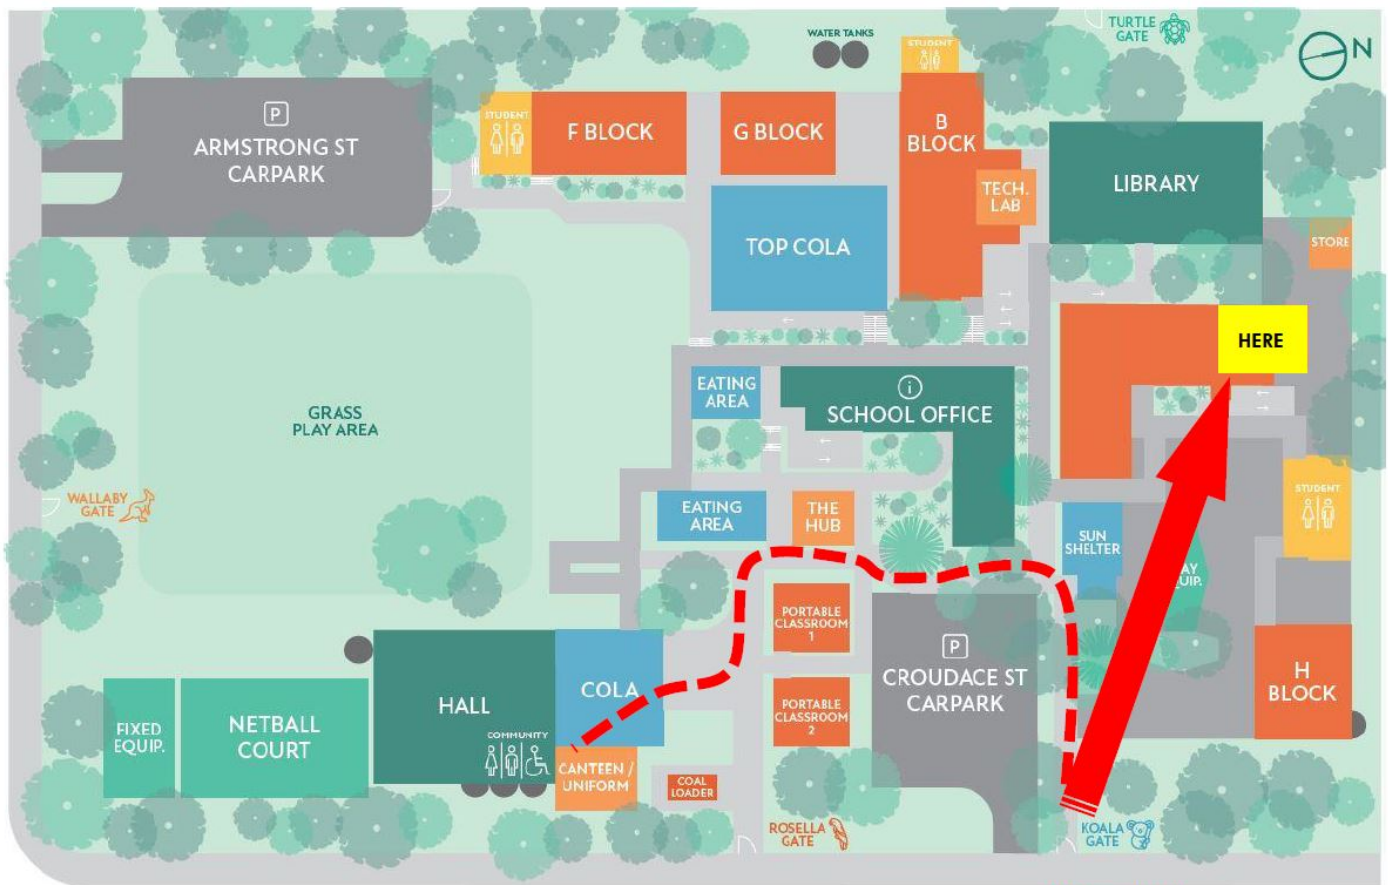 WATER TANKS
TURTLE
GATE
N
P
ARMSTRONG ST
CARPARK
STUDENT
F BLOCK
G BLOCK
STUDENT
B
BLOCK
TECH.
LAB
LIBRARY
STORE
TOP COLA
HERE
EATING
AREA
i
SCHOOL OFFICE
GRASS
PLAY AREA
WALLABY
GATE
EATING
AREA
THE
HUB
SUN
SHELTER
STUDENT
AY
UIP.
PORTABLE
CLASSROOM
1
P
CROUDACE ST
CARPARK
H
BLOCK
HALL
COLA
PORTABLE
CLASSROOM
2
FIXED
EQUIP.
NETBALL
COURT
COMMUNITY
CANTEEN /
UNIFORM
COAL
LOADER
ROSELLA
GATE
KOALA
GATE